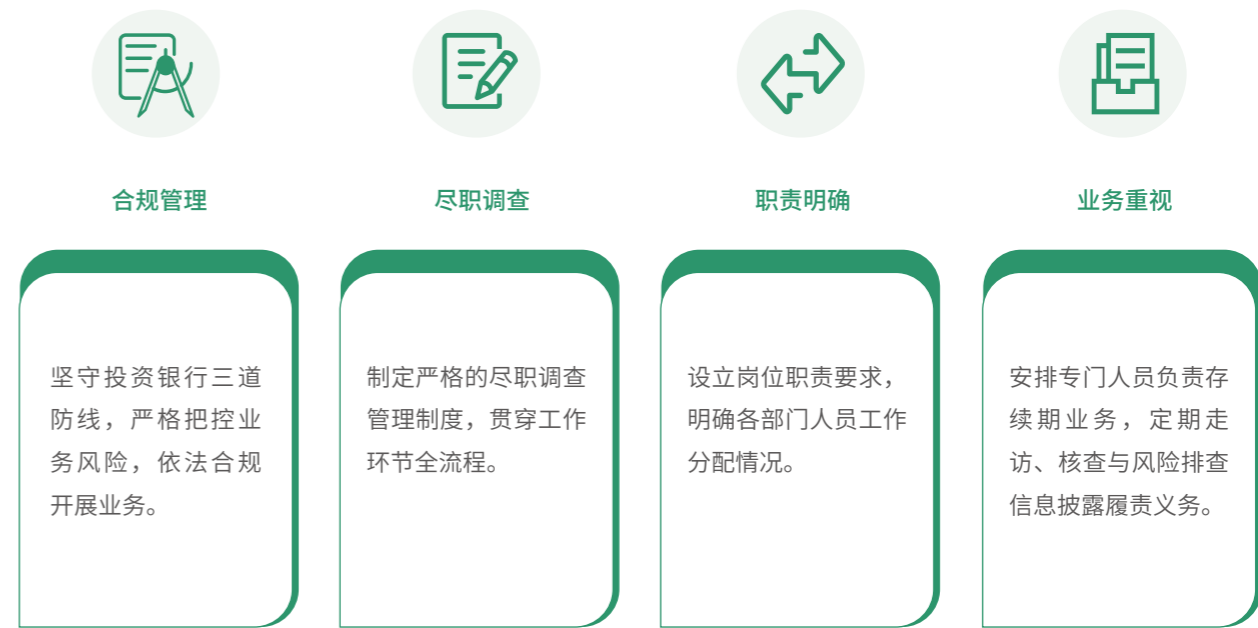 合规管理
尽职调查
职责明确
业务重视
坚守投资银行三道
防线，严格把控业
务风险，依法合规
开展业务。
制定严格的尽职调查
管理制度，贯穿工作
环节全流程。
设立岗位职责要求，
明确各部门人员工作
分配情况。
安排专门人员负责存
续期业务，定期走
访、核查与风险排查
信息披露履责义务。